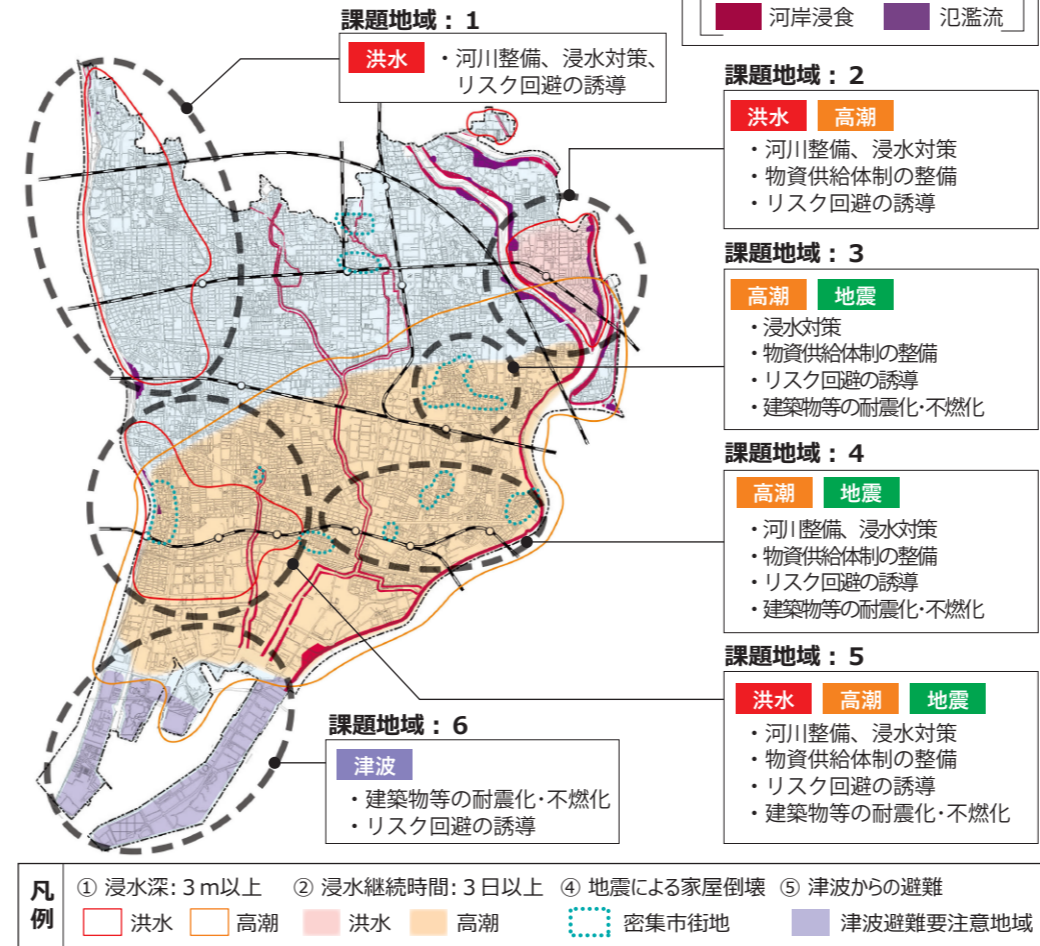 河岸浸食 氾濫流
課題地域：1
洪水 ・河川整備、浸水対策、
リスク回避の誘導
課題地域：2
洪水 高潮
・河川整備、浸水対策
・物資供給体制の整備
・リスク回避の誘導
課題地域：3
高潮 地震
・浸水対策
・物資供給体制の整備
・リスク回避の誘導
・建築物等の耐震化・不燃化
課題地域：4
高潮 地震
・河川整備、浸水対策
・物資供給体制の整備
・リスク回避の誘導
・建築物等の耐震化・不燃化
課題地域：5
洪水 高潮 地震
・河川整備、浸水対策
・物資供給体制の整備
・リスク回避の誘導
・建築物等の耐震化・不燃化
課題地域：6
津波
・建築物等の耐震化・不燃化
・リスク回避の誘導
凡例
① 浸水深：3m以上 ② 浸水継続時間：3日以上 ④ 地震による家屋倒壊 ⑤ 津波からの避難
洪水 高潮 洪水 高潮 密集市街地 津波避難要注意地域